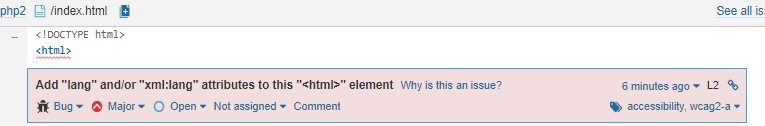 php2 /index.html See all is
… <!DOCTYPE html>
<html>
Add "lang" and/or "xml:lang" attributes to this "<html>" element Why is this an issue? 6 minutes ago L2
Bug Major Open Not assigned Comment accessibility, wcag2-a